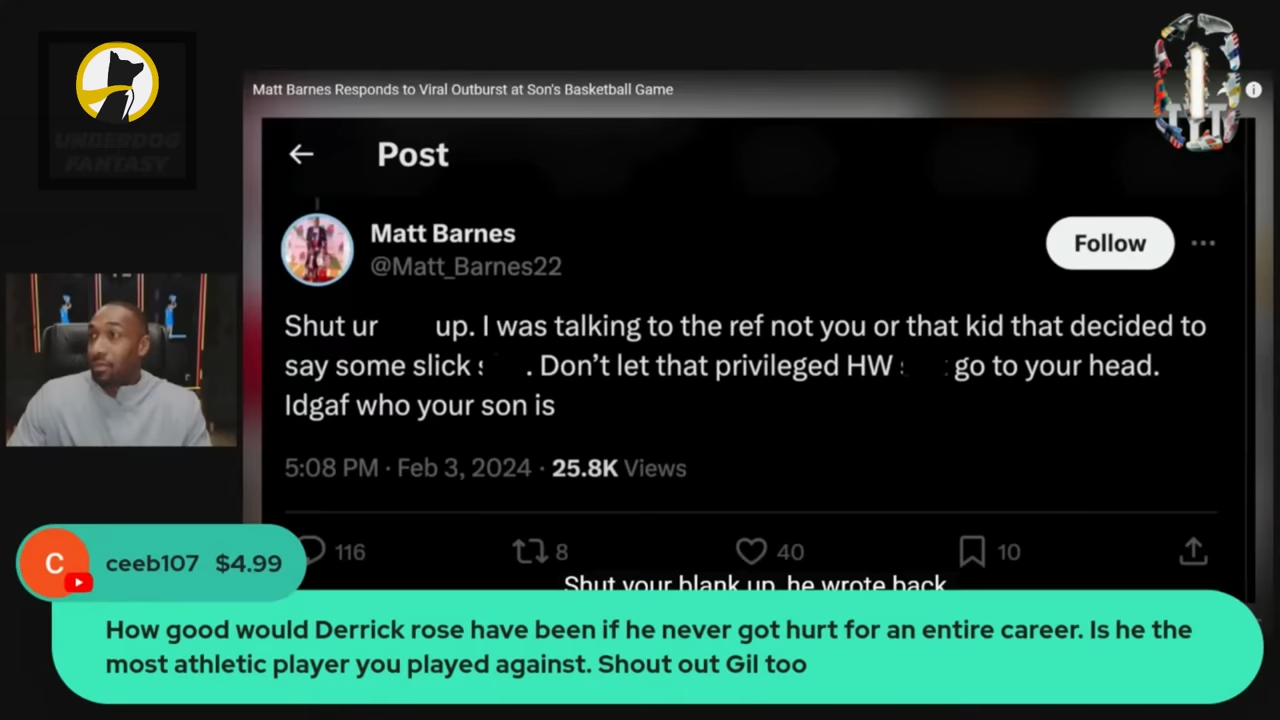 UNDERDOG
FANTASY
Matt Barnes Responds to Viral Outburst at Son's Basketball Game
Post
Matt Barnes
@Matt_Barnes22
Follow
Shut ur up. I was talking to the ref not you or that kid that decided to
say some slick . Don’t let that privileged HW go to your head.
Idgaf who your son is
5:08 PM · Feb 3, 2024 · 25.8K Views
116
8
40
10
Shut your blank up, he wrote back
C
ceeb107 $4.99
How good would Derrick rose have been if he never got hurt for an entire career. Is he the
most athletic player you played against. Shout out Gil too